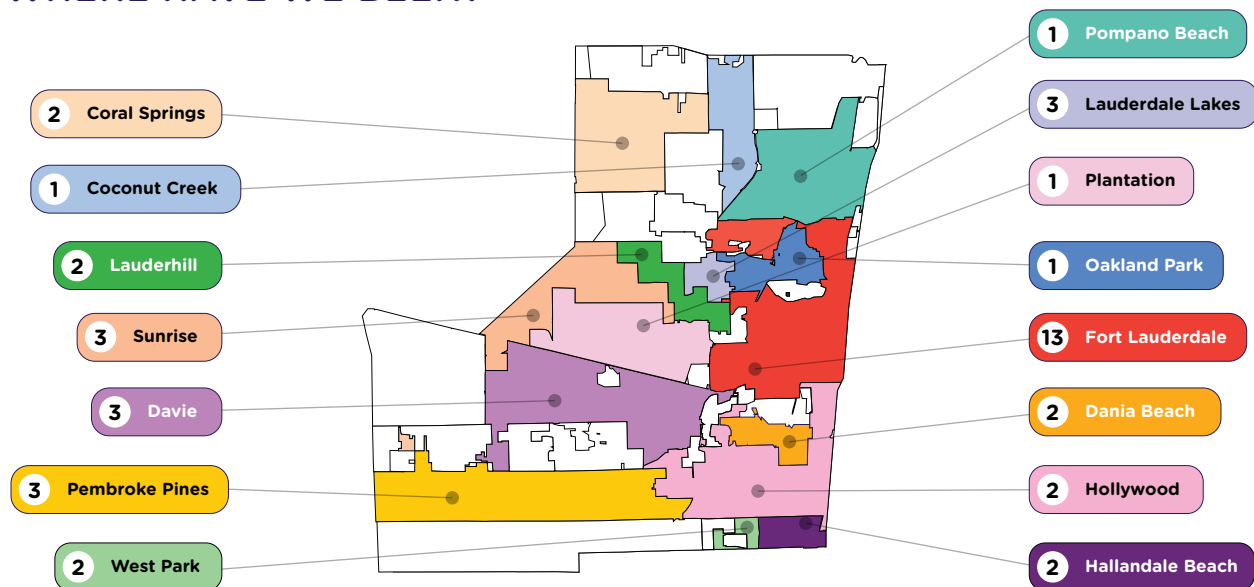 2 Coral Springs
1 Coconut Creek
2 Lauderhill
3 Sunrise
3 Davie
3 Pembroke Pines
2 West Park
1 Pompano Beach
3 Lauderdale Lakes
1 Plantation
1 Oakland Park
13 Fort Lauderdale
2 Dania Beach
2 Hollywood
2 Hallandale Beach